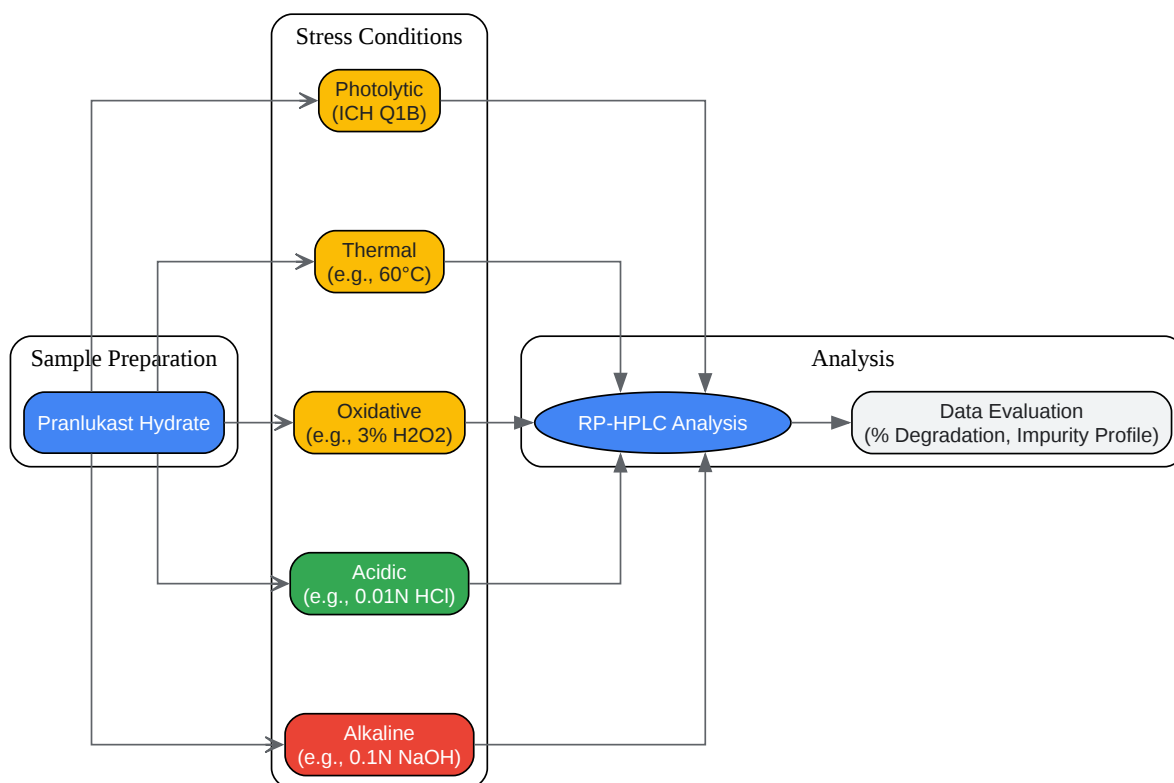 Stress Conditions
Photolytic
(ICH Q1B)
Thermal
(e.g., 60°C)
Sample Preparation
Pranlukast Hydrate
Oxidative
(e.g., 3% H2O2)
Analysis
RP-HPLC Analysis
Data Evaluation
(% Degradation, Impurity Profile)
Acidic
(e.g., 0.01N HCl)
Alkaline
(e.g., 0.1N NaOH)